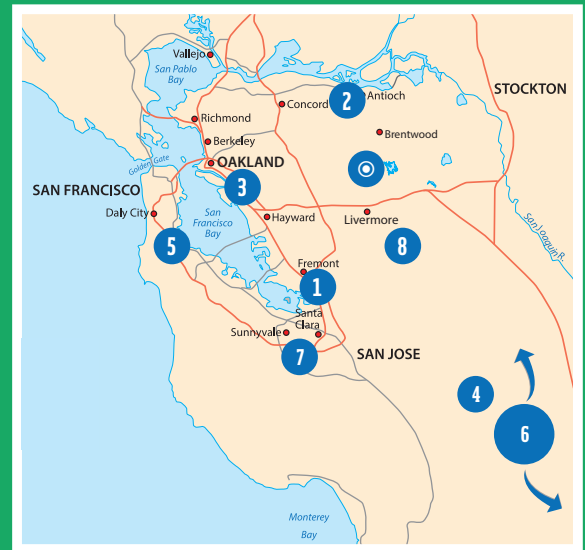 Vallejo
San Pablo
Bay
STOCKTON
Concord
2
Antioch
Richmond
Brentwood
Berkeley
Golden Gate
OAKLAND
3
SAN FRANCISCO
Daly City
San
Francisco
Bay
Hayward
Livermore
San Joaquin R.
5
8
Fremont
1
Santa
Clara
Sunnyvale
7
SAN JOSE
4
6
Monterey
Bay